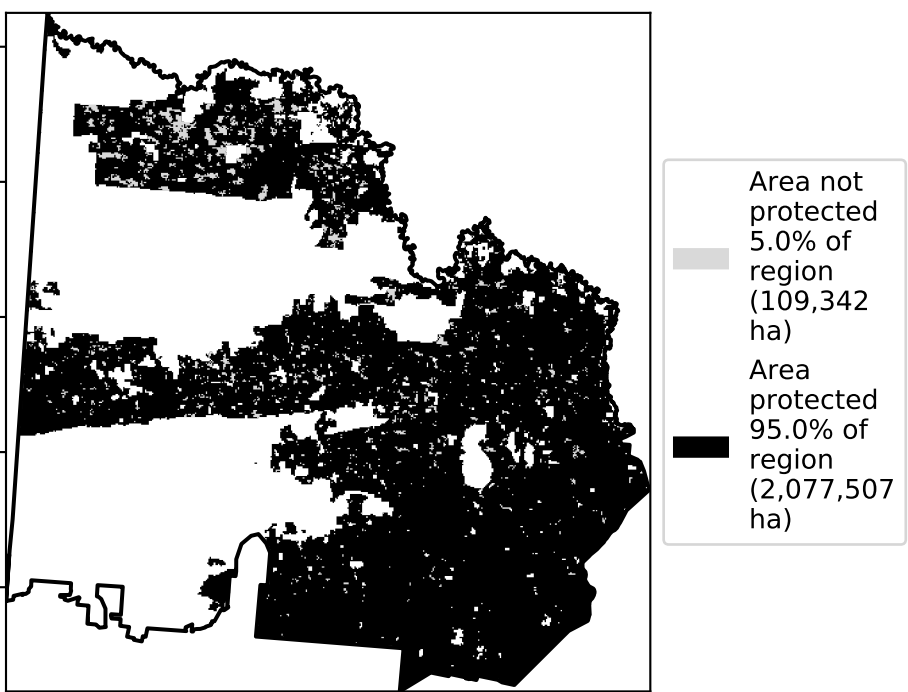 Area not
protected
5.0% of
region
(109,342
ha)
Area
protected
95.0% of
region
(2,077,507
ha)